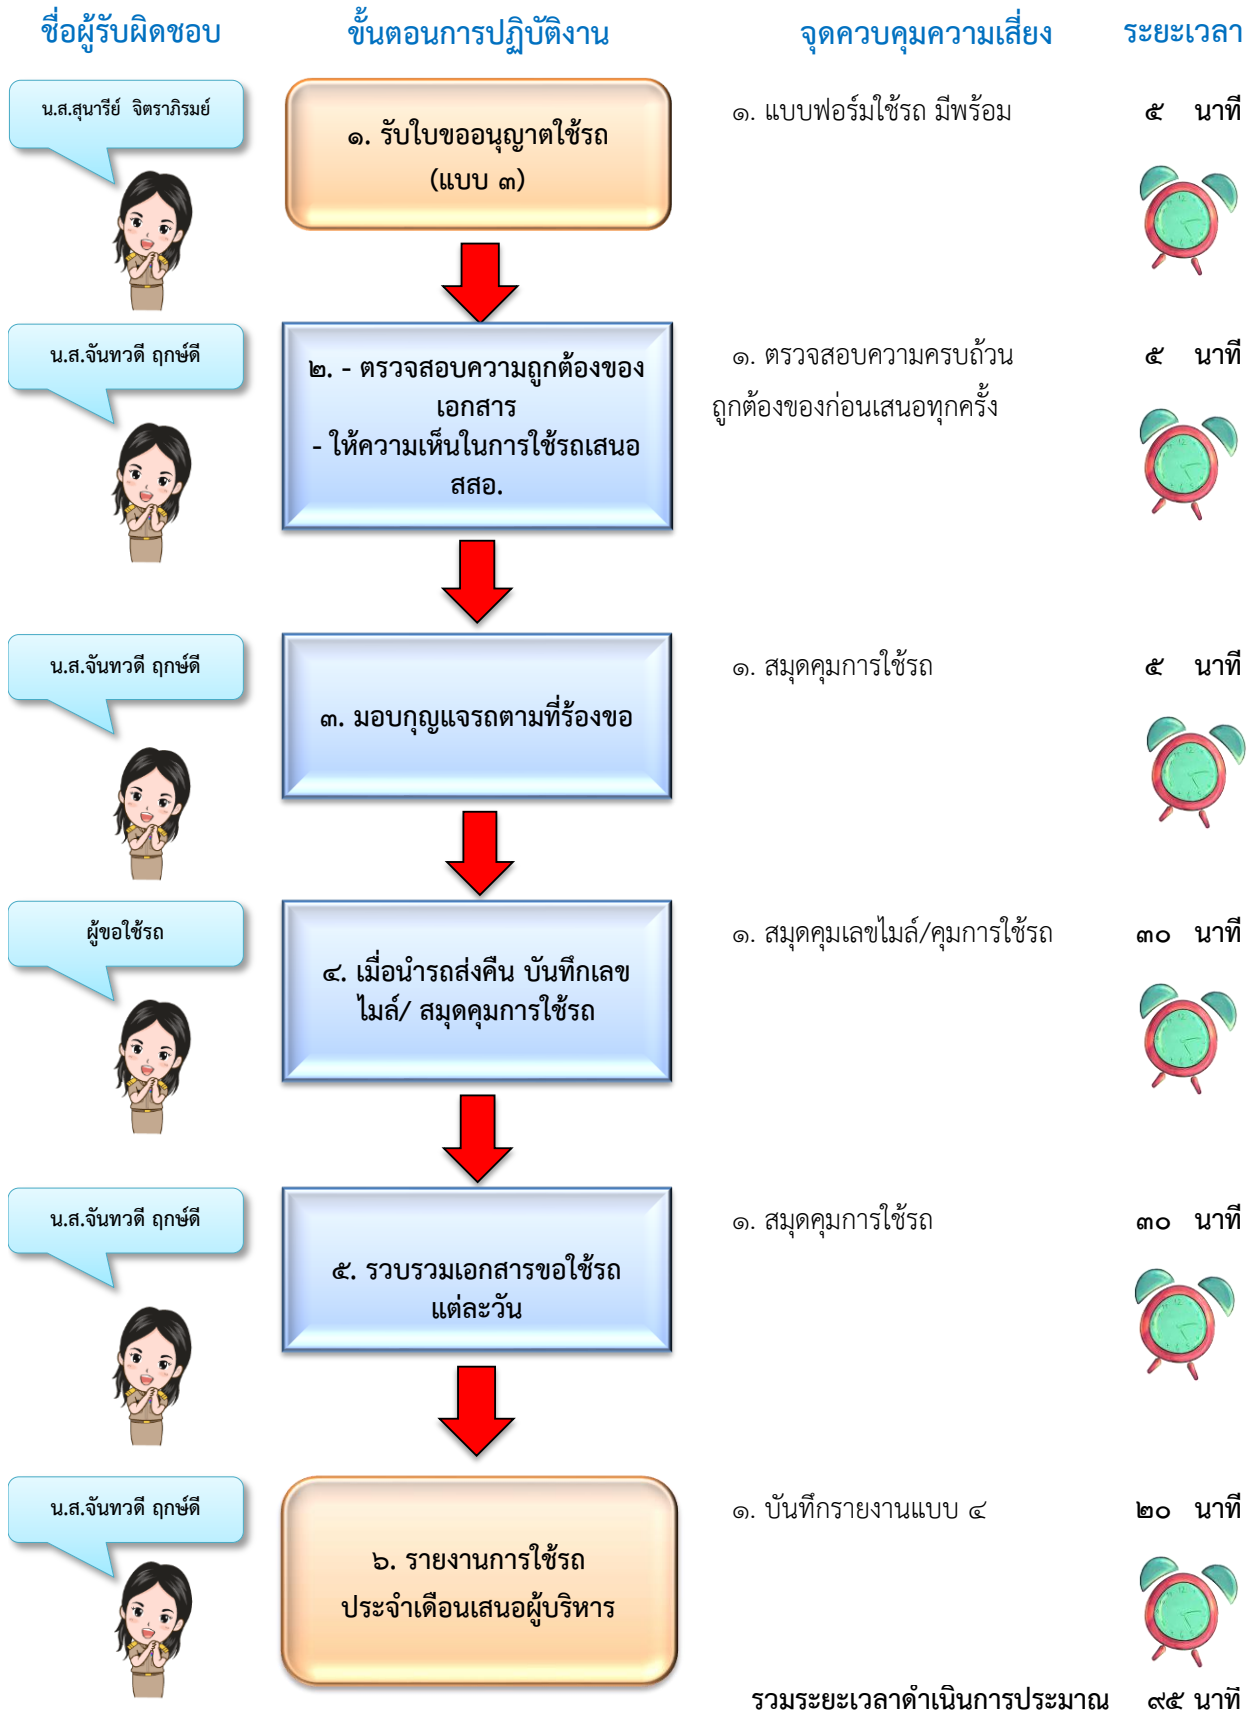 ชื่อผู้รับผิดชอบ ขั้นตอนการปฏิบัติงาน จุดควบคุมความเสี่ยง ระยะเวลา
น.ส.สุนารีย์ จิตราภิรมย์
๑. รับใบขออนุญาตใช้รถ
(แบบ ๓)
๑. แบบฟอร์มใช้รถ มีพร้อม
๕ นาที
น.ส.จันทวดี ฤกษ์ดี
๒. - ตรวจสอบความถูกต้องของ
เอกสาร
- ให้ความเห็นในการใช้รถเสนอ
สสอ.
๑. ตรวจสอบความครบถ้วน
ถูกต้องของก่อนเสนอทุกครั้ง
๕ นาที
น.ส.จันทวดี ฤกษ์ดี
๓. มอบกุญแจรถตามที่ร้องขอ
๑. สมุดคุมการใช้รถ
๕ นาที
ผู้ขอใช้รถ
๔. เมื่อนำรถส่งคืน บันทึกเลข
ไมล์/ สมุดคุมการใช้รถ
๑. สมุดคุมเลขไมล์/คุมการใช้รถ
๓๐ นาที
น.ส.จันทวดี ฤกษ์ดี
๕. รวบรวมเอกสารขอใช้รถ
แต่ละวัน
๑. สมุดคุมการใช้รถ
๓๐ นาที
น.ส.จันทวดี ฤกษ์ดี
๖. รายงานการใช้รถ
ประจำเดือนเสนอผู้บริหาร
๑. บันทึกรายงานแบบ ๔
๒๐ นาที
รวมระยะเวลาดำเนินการประมาณ ๙๕ นาที